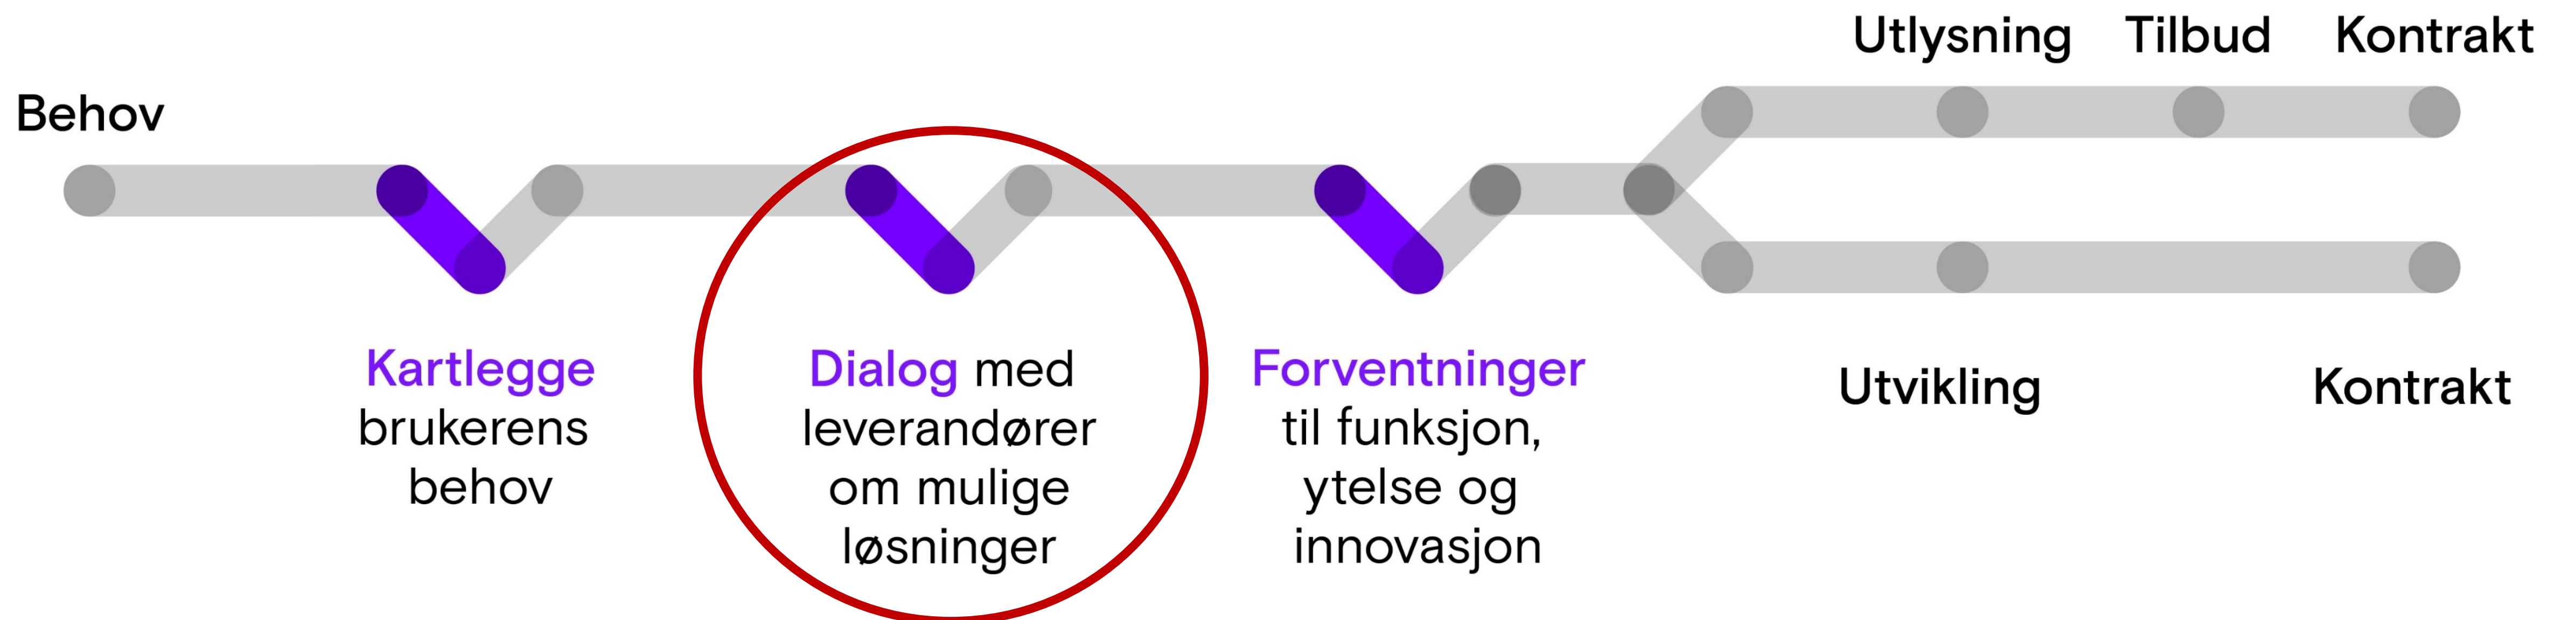 Utlysning Tilbud Kontrakt
Behov
Kartlegge
brukerens
behov
Dialog med
leverandører
om mulige
løsninger
Forventninger
til funksjon,
ytelse og
innovasjon
Utvikling
Kontrakt